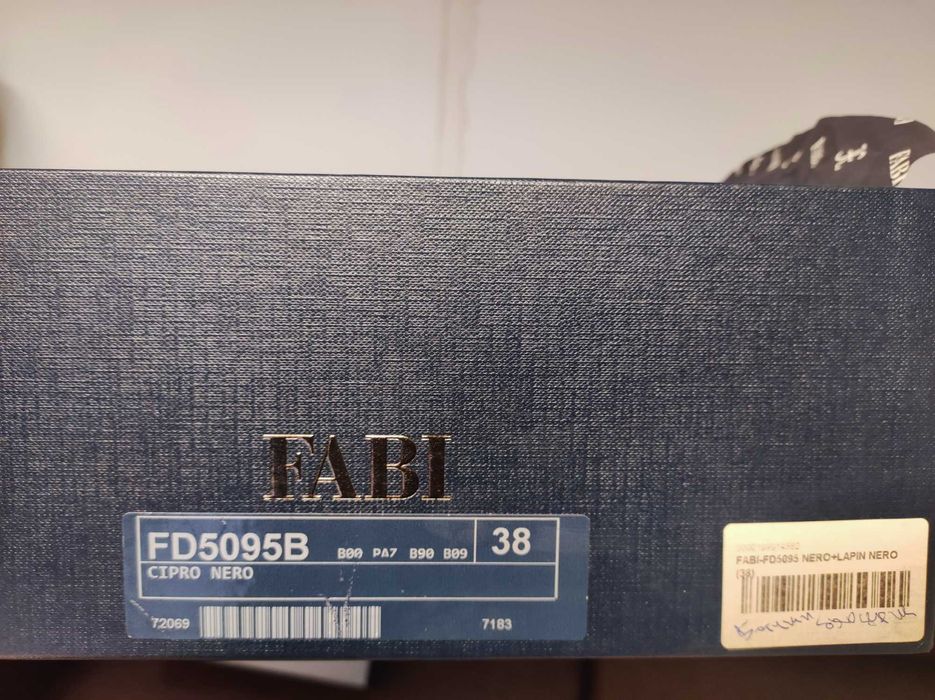 FABI
FD5095B B00 PA7 B90 B09 38
CIPRO NERO
72069 7183
FABI-FD5095 NERO+LAPIN NERO
(38)